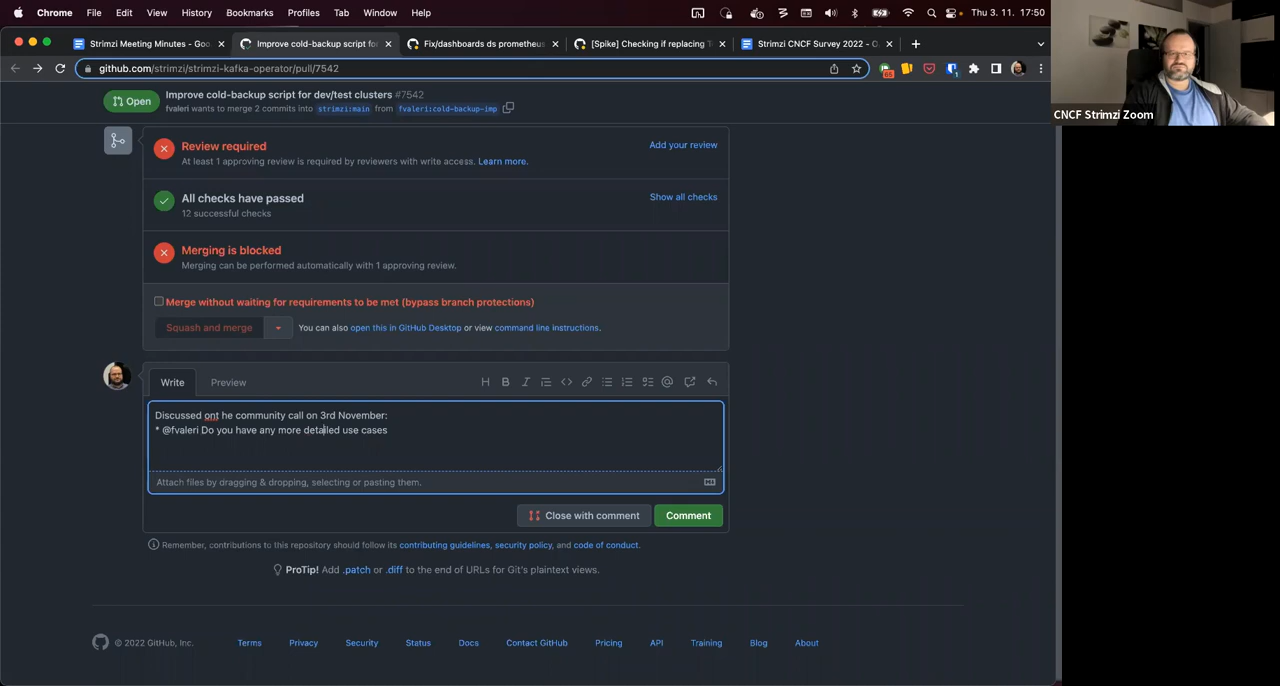 Chrome File Edit View History Bookmarks Profiles Tab Window Help Thu 3. 11. 17:50
Strimzi Meeting Minutes - Goo Improve cold-backup script for Fix/dashboards ds prometheus [Spike] Checking if replacing T Strimzi CNCF Survey 2022 - G
github.com/strimzi/strimzi-kafka-operator/pull/7542
CNCF Strimzi Zoom
Open
Improve cold-backup script for dev/test clusters #7542
fvaleri wants to merge 2 commits into strimzi:main from fvaleri:cold-backup-imp
Review required
Add your review
At least 1 approving review is required by reviewers with write access. Learn more.
All checks have passed
Show all checks
12 successful checks
Merging is blocked
Merging can be performed automatically with 1 approving review.
Merge without waiting for requirements to be met (bypass branch protections)
Squash and merge You can also open this in GitHub Desktop or view command line instructions.
Write Preview
Discussed ont he community call on 3rd November:
* @fvaleri Do you have any more detailed use cases
Attach files by dragging & dropping, selecting or pasting them.
Close with comment Comment
Remember, contributions to this repository should follow its contributing guidelines, security policy, and code of conduct.
ProTip! Add .patch or .diff to the end of URLs for Git's plaintext views.
© 2022 GitHub, Inc. Terms Privacy Security Status Docs Contact GitHub Pricing API Training Blog About